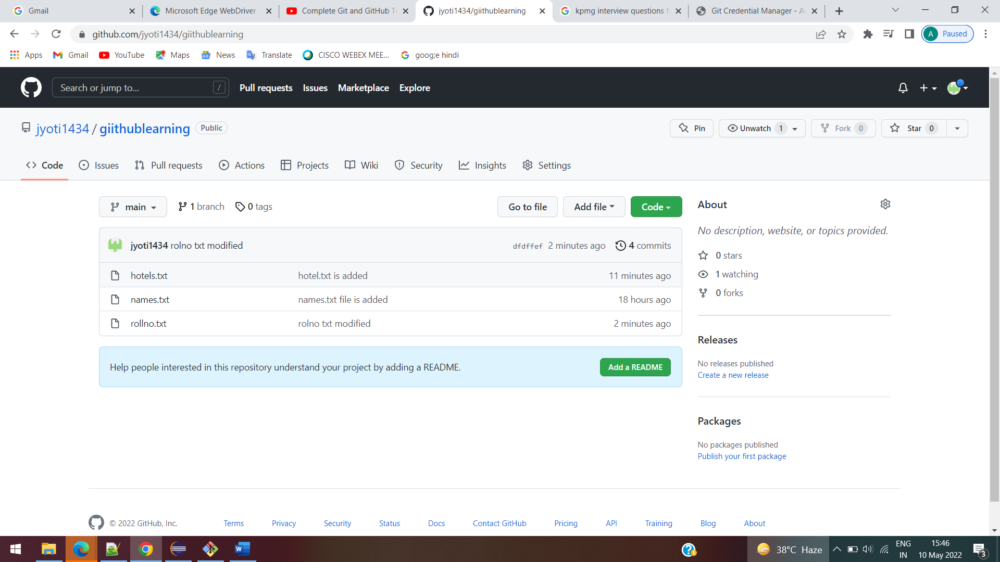 Gmail
Microsoft Edge WebDriver -
Complete Git and GitHub Tu
jyoti1434/giithublearning
kpmg interview questions f
Git Credential Manager - A
github.com/jyoti1434/giithublearning
A Paused
Apps
Gmail
YouTube
Maps
News
Translate
CISCO WEBEX MEE...
goog;e hindi
Search or jump to... /
Pull requests
Issues
Marketplace
Explore
jyoti1434 / giithublearning Public
Pin
Unwatch 1
Fork 0
Star 0
Code
Issues
Pull requests
Actions
Projects
Wiki
Security
Insights
Settings
main
1 branch
0 tags
Go to file
Add file
Code
jyoti1434 rolno txt modified dfdffef 2 minutes ago 4 commits
hotels.txt hotel.txt is added 11 minutes ago
names.txt names.txt file is added 18 hours ago
rollno.txt rolno txt modified 2 minutes ago
Help people interested in this repository understand your project by adding a README.
Add a README
About
No description, website, or topics provided.
0 stars
1 watching
0 forks
Releases
No releases published
Create a new release
Packages
No packages published
Publish your first package
© 2022 GitHub, Inc.
Terms
Privacy
Security
Status
Docs
Contact GitHub
Pricing
API
Training
Blog
About
38°C Haze
ENG
IN
15:46
10 May 2022
3